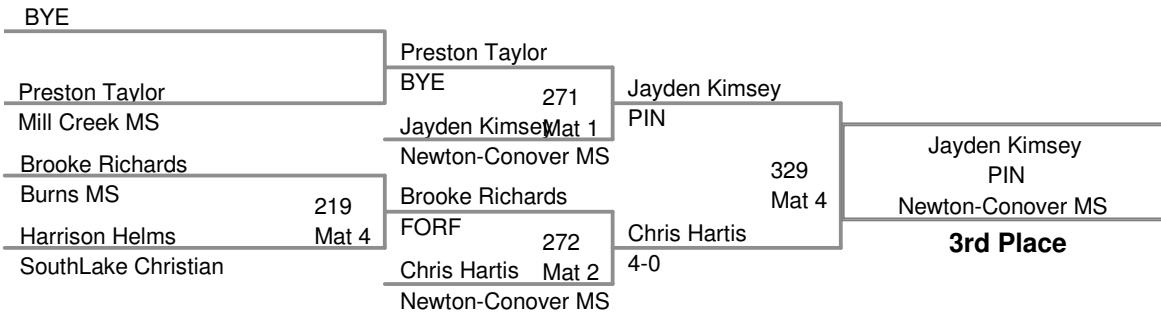 BYE
Preston Taylor
Mill Creek MS
Brooke Richards
Burns MS
219
Mat 4
Harrison Helms
SouthLake Christian
Preston Taylor
BYE
271
Mat 1
Jayden Kimsey
Newton-Conover MS
Brooke Richards
FORF
272
Mat 2
Chris Hartis
Newton-Conover MS
Jayden Kimsey
PIN
329
Mat 4
Chris Hartis
4-0
Jayden Kimsey
PIN
Newton-Conover MS
3rd Place